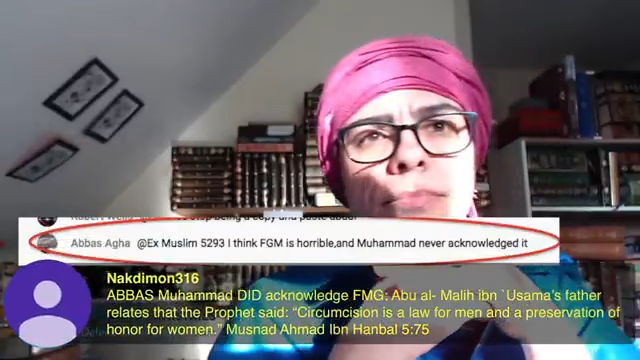 Abbas Agha @Ex Muslim 5293 I think FGM is horrible,and Muhammad never acknowledged it
Nakdimon316
ABBAS Muhammad DID acknowledge FMG: Abu al- Malih ibn `Usama's father
relates that the Prophet said: “Circumcision is a law for men and a preservation of
honor for women.” Musnad Ahmad Ibn Hanbal 5:75